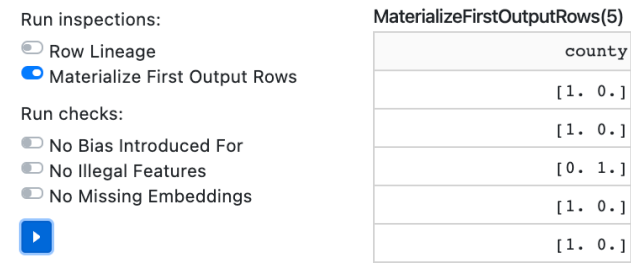 Run inspections:
Row Lineage
Materialize First Output Rows
Run checks:
No Bias Introduced For
No Illegal Features
No Missing Embeddings
MaterializeFirstOutputRows(5)
county
[1. 0.]
[1. 0.]
[0. 1.]
[1. 0.]
[1. 0.]